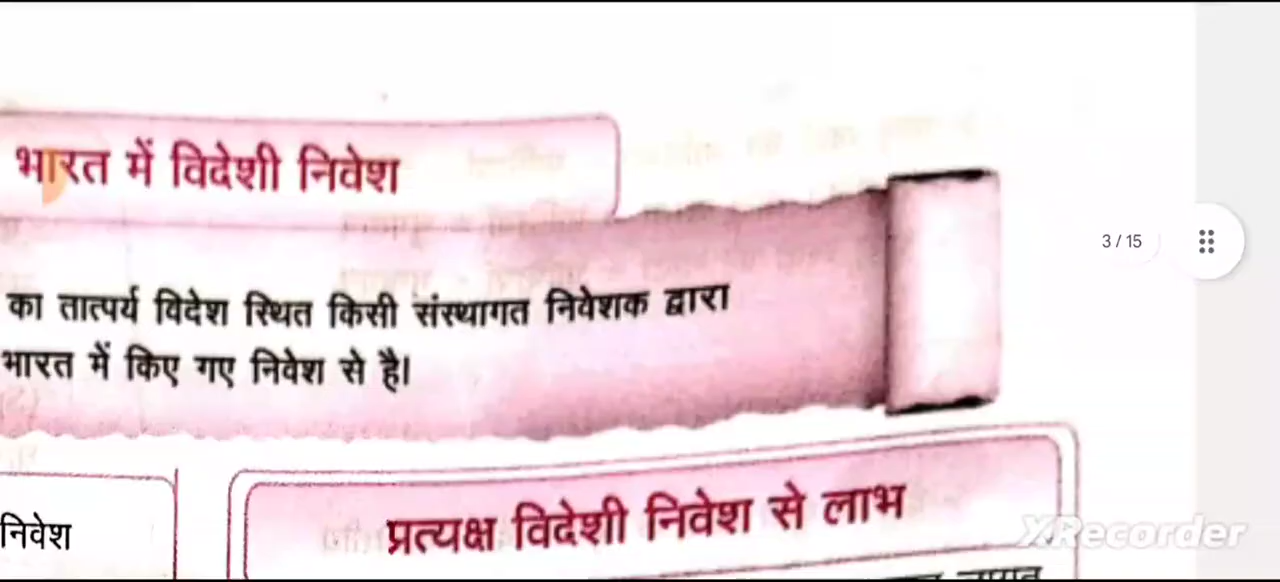 भारत में विदेशी निवेश
3 / 15
का तात्पर्य विदेश स्थित किसी संस्थागत निवेशक द्वारा
भारत में किए गए निवेश से है।
निवेश
प्रत्यक्ष विदेशी निवेश से लाभ
XRecorder